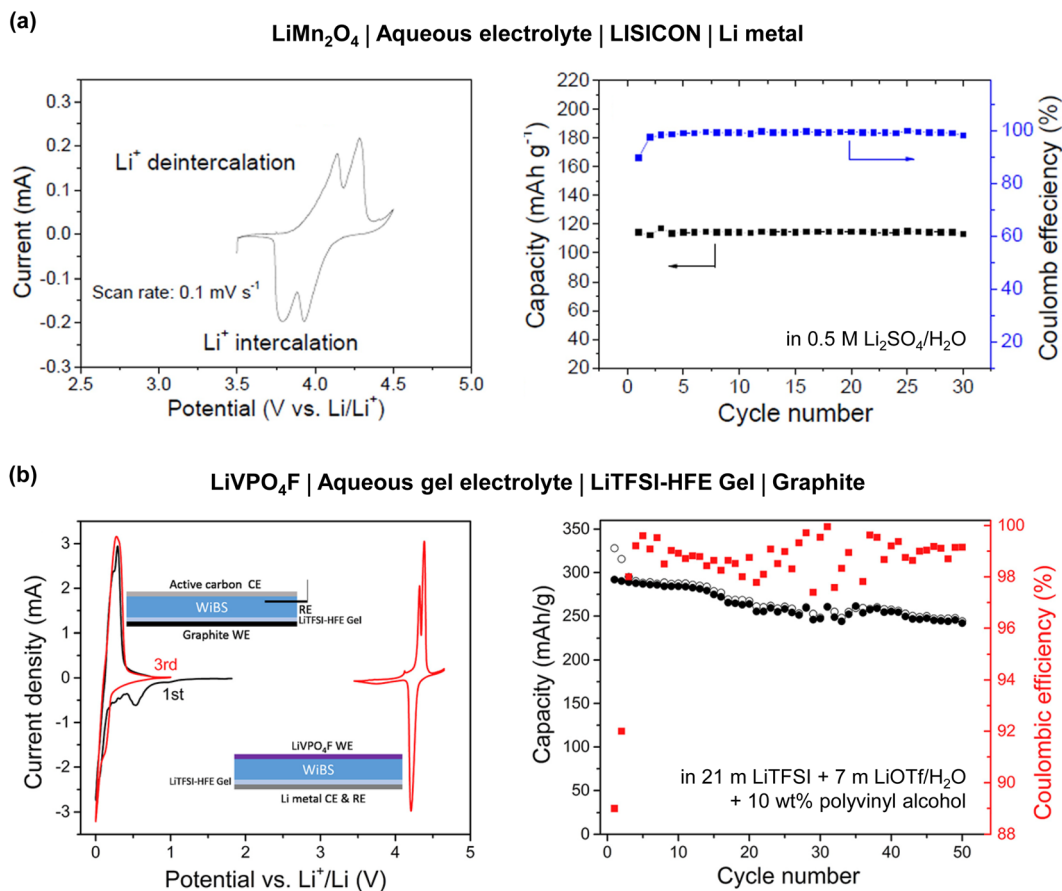 (a)
LiMn₂O₄ | Aqueous electrolyte | LISICON | Li metal
0.3
0.2
0.1
0.0
-0.1
-0.2
-0.3
Current (mA)
Li⁺ deintercalation
Scan rate: 0.1 mV s⁻¹
Li⁺ intercalation
2.5 3.0 3.5 4.0 4.5 5.0
Potential (V vs. Li/Li⁺)
220
200
180
160
140
120
100
80
60
40
20
Capacity (mAh g⁻¹)
100
80
60
40
20
0
Coulomb effeciency (%)
in 0.5 M Li₂SO₄/H₂O
0 5 10 15 20 25 30
Cycle number
(b)
LiVPO₄F | Aqueous gel electrolyte | LiTFSI-HFE Gel | Graphite
3
2
1
0
-1
-2
-3
Current density (mA)
Active carbon CE
WiBS
RE
LiTFSI-HFE Gel
Graphite WE
3rd
1st
LiVPO₄F WE
WiBS
LiTFSI-HFE Gel
Li metal CE & RE
0 1 2 3 4 5
Potential vs. Li⁺/Li (V)
350
300
250
200
150
100
50
0
Capacity (mAh/g)
100
98
96
94
92
90
88
Coulombic efficiency (%)
in 21 m LiTFSI + 7 m LiOTf/H₂O
+ 10 wt% polyvinyl alcohol
0 10 20 30 40 50
Cycle number